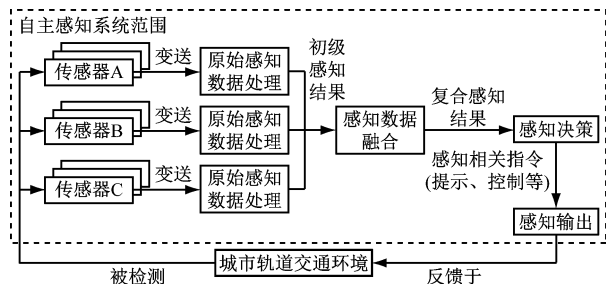 自主感知系统范围
传感器A
变送
原始感知
数据处理
初级
感知
结果
传感器B
变送
原始感知
数据处理
感知数据
融合
复合感知
结果
感知决策
传感器C
变送
原始感知
数据处理
感知相关指令
(提示、控制等)
感知输出
被检测
城市轨道交通环境
反馈于